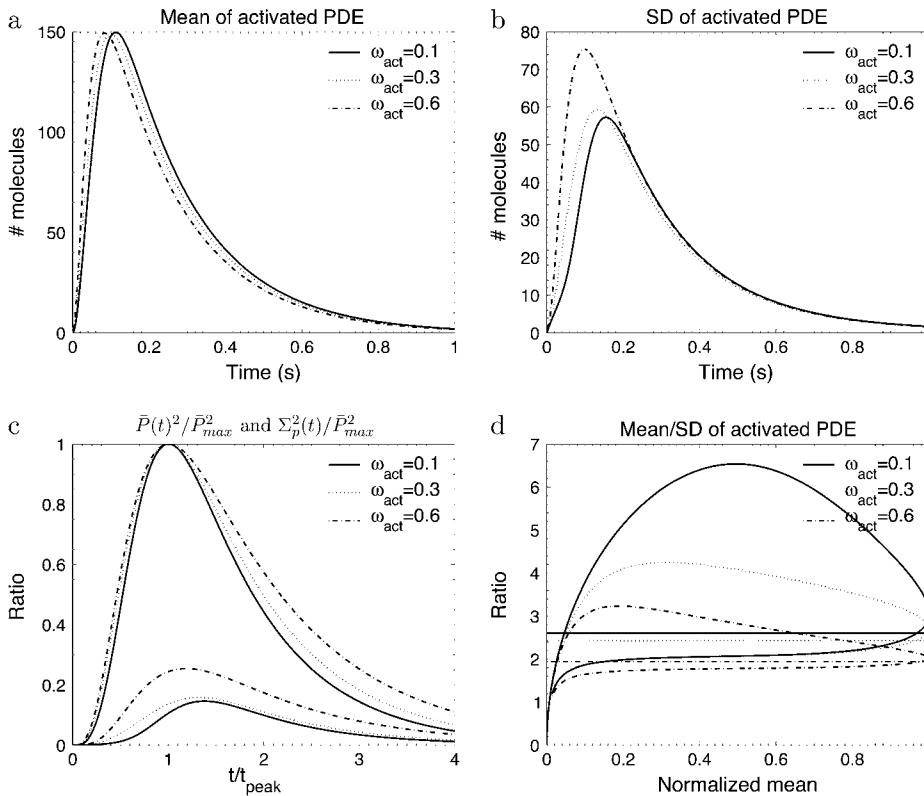 a
Mean of activated PDE
150
100
50
0
# molecules
ω_act=0.1
ω_act=0.3
ω_act=0.6
0 0.2 0.4 0.6 0.8 1
Time (s)
b
SD of activated PDE
80
70
60
50
40
30
20
10
0
# molecules
ω_act=0.1
ω_act=0.3
ω_act=0.6
0 0.2 0.4 0.6 0.8
Time (s)
c
P̄(t)²/P̄²_max and Σ²_p(t)/P̄²_max
1
0.8
0.6
0.4
0.2
0
Ratio
ω_act=0.1
ω_act=0.3
ω_act=0.6
0 1 2 3 4
t/t_peak
d
Mean/SD of activated PDE
7
6
5
4
3
2
1
0
Ratio
ω_act=0.1
ω_act=0.3
ω_act=0.6
0 0.2 0.4 0.6 0.8
Normalized mean